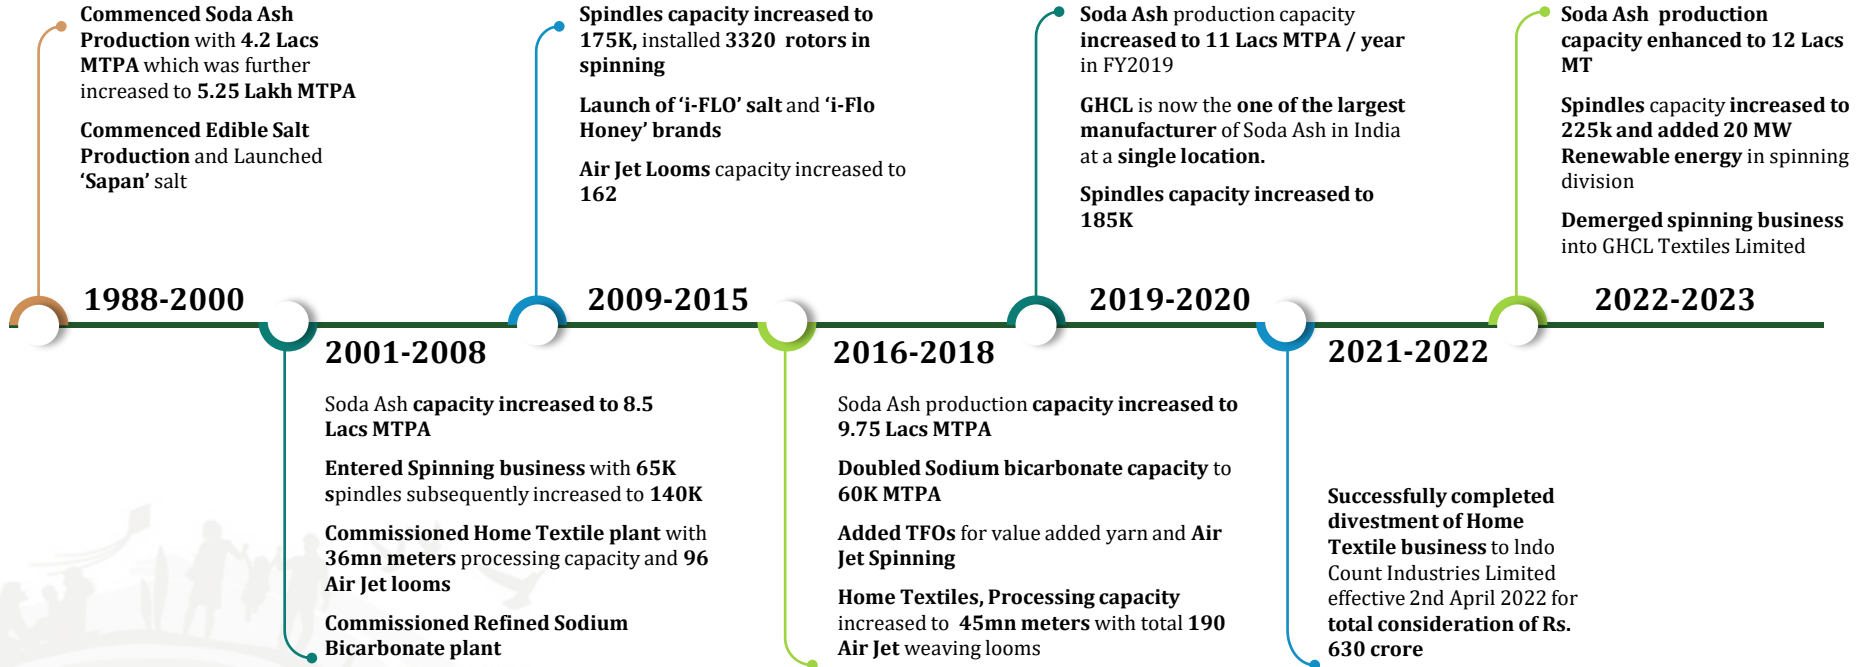 Commenced Soda Ash
Production with 4.2 Lacs
MTPA which was further
increased to 5.25 Lakh MTPA
Commenced Edible Salt
Production and Launched
‘Sapan’ salt
1988-2000
2001-2008
Soda Ash capacity increased to 8.5
Lacs MTPA
Entered Spinning business with 65K
spindles subsequently increased to 140K
Commissioned Home Textile plant with
36mn meters processing capacity and 96
Air Jet looms
Commissioned Refined Sodium
Bicarbonate plant
Spindles capacity increased to
175K, installed 3320 rotors in
spinning
Launch of ‘i-FLO’ salt and ‘i-Flo
Honey’ brands
Air Jet Looms capacity increased to
162
2009-2015
2016-2018
Soda Ash production capacity increased to
9.75 Lacs MTPA
Doubled Sodium bicarbonate capacity to
60K MTPA
Added TFOs for value added yarn and Air
Jet Spinning
Home Textiles, Processing capacity
increased to 45mn meters with total 190
Air Jet weaving looms
Soda Ash production capacity
increased to 11 Lacs MTPA / year
in FY2019
GHCL is now the one of the largest
manufacturer of Soda Ash in India
at a single location.
Spindles capacity increased to
185K
2019-2020
2021-2022
Successfully completed
divestment of Home
Textile business to Indo
Count Industries Limited
effective 2nd April 2022 for
total consideration of Rs.
630 crore
Soda Ash production
capacity enhanced to 12 Lacs
MT
Spindles capacity increased to
225k and added 20 MW
Renewable energy in spinning
division
Demerged spinning business
into GHCL Textiles Limited
2022-2023